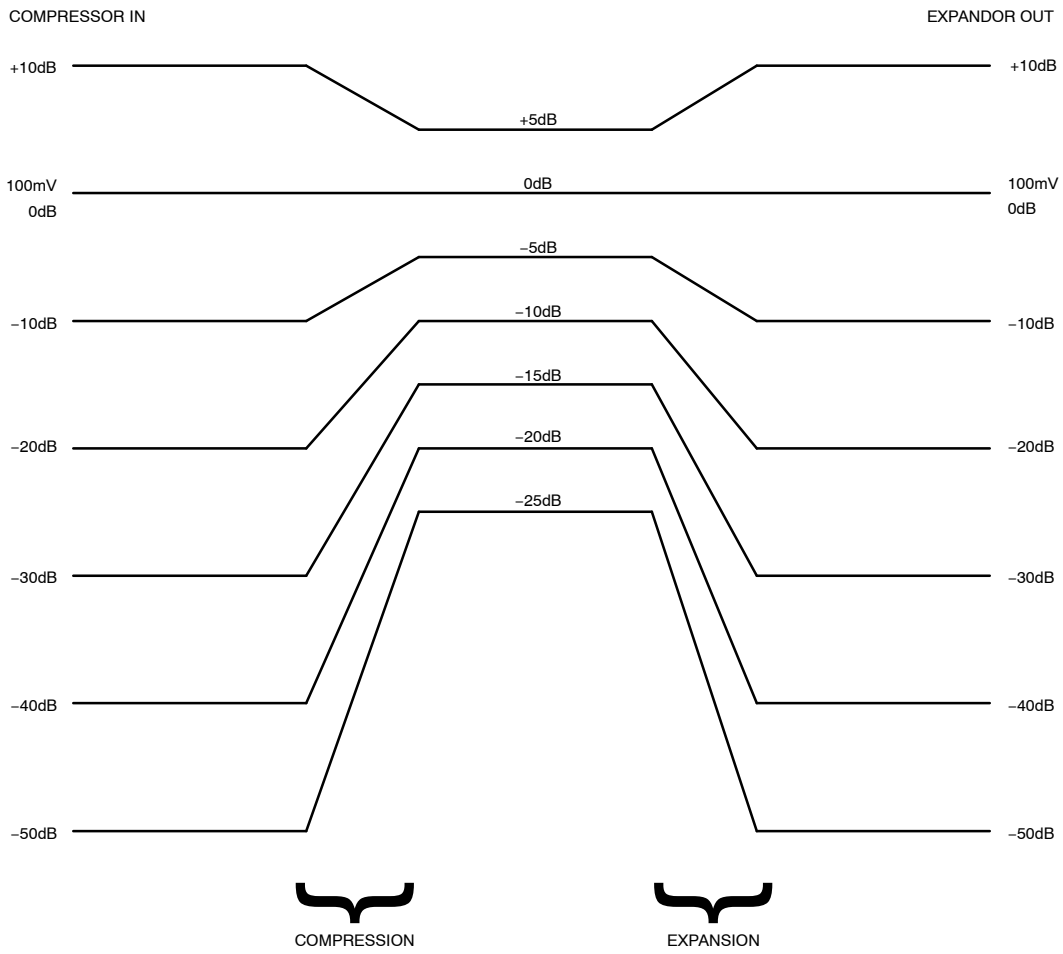 COMPRESSOR IN
EXPANDOR OUT
+10dB
+10dB
+5dB
100mV
0dB
0dB
100mV
0dB
−5dB
−10dB
−10dB
−10dB
−15dB
−20dB
−20dB
−20dB
−25dB
−30dB
−30dB
−40dB
−40dB
−50dB
−50dB
COMPRESSION
EXPANSION